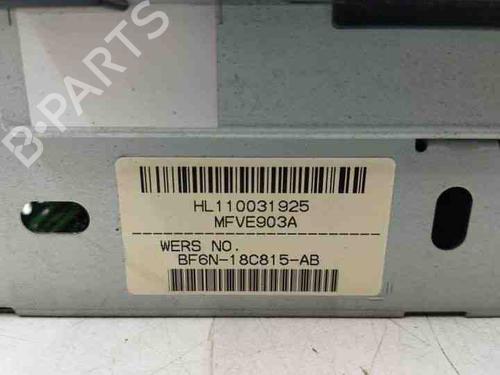 B-PARTS
HL110031925
MFVE903A
WERS NO.
BF6N-18C815-AB